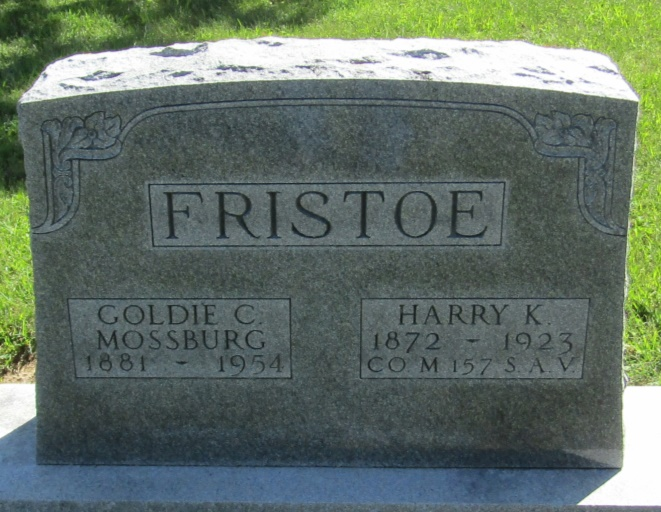 FRISTOE
GOLDIE C.
MOSSBURG
1881 - 1954
HARRY K.
1872 - 1923
CO M 157 S.A.V.